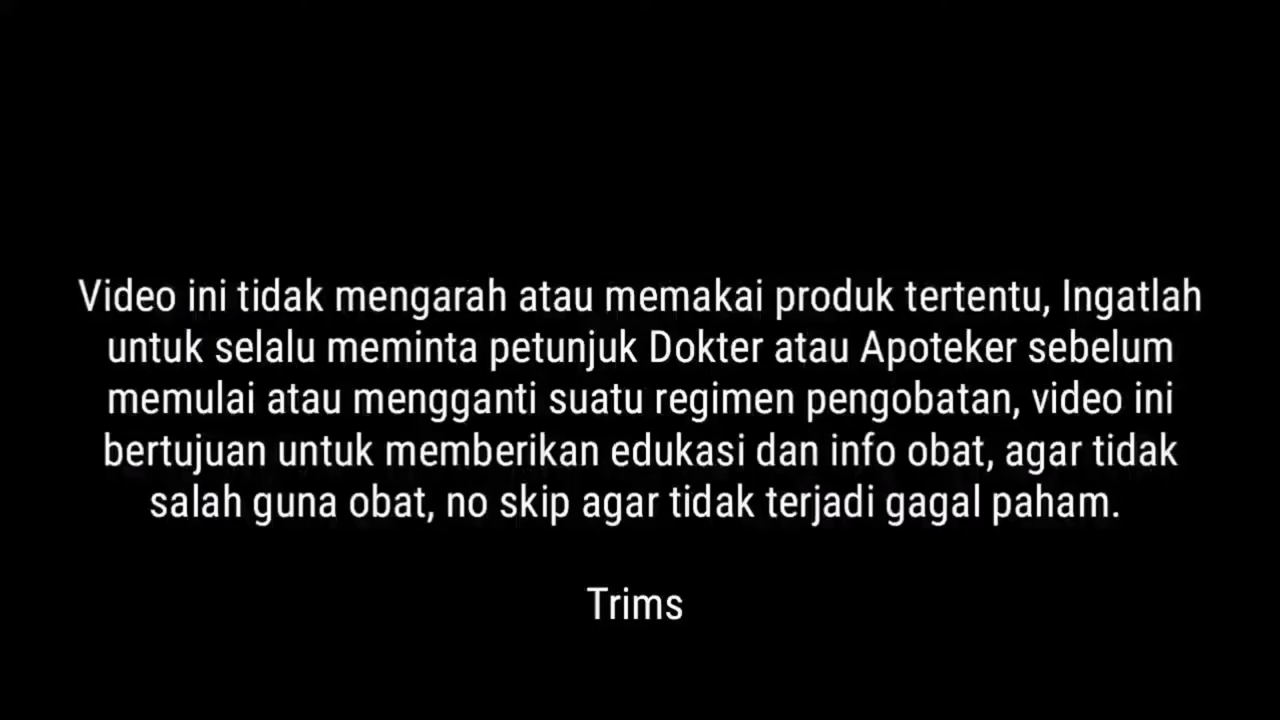 Video ini tidak mengarah atau memakai produk tertentu, Ingatlah
untuk selalu meminta petunjuk Dokter atau Apoteker sebelum
memulai atau mengganti suatu regimen pengobatan, video ini
bertujuan untuk memberikan edukasi dan info obat, agar tidak
salah guna obat, no skip agar tidak terjadi gagal paham.
Trims